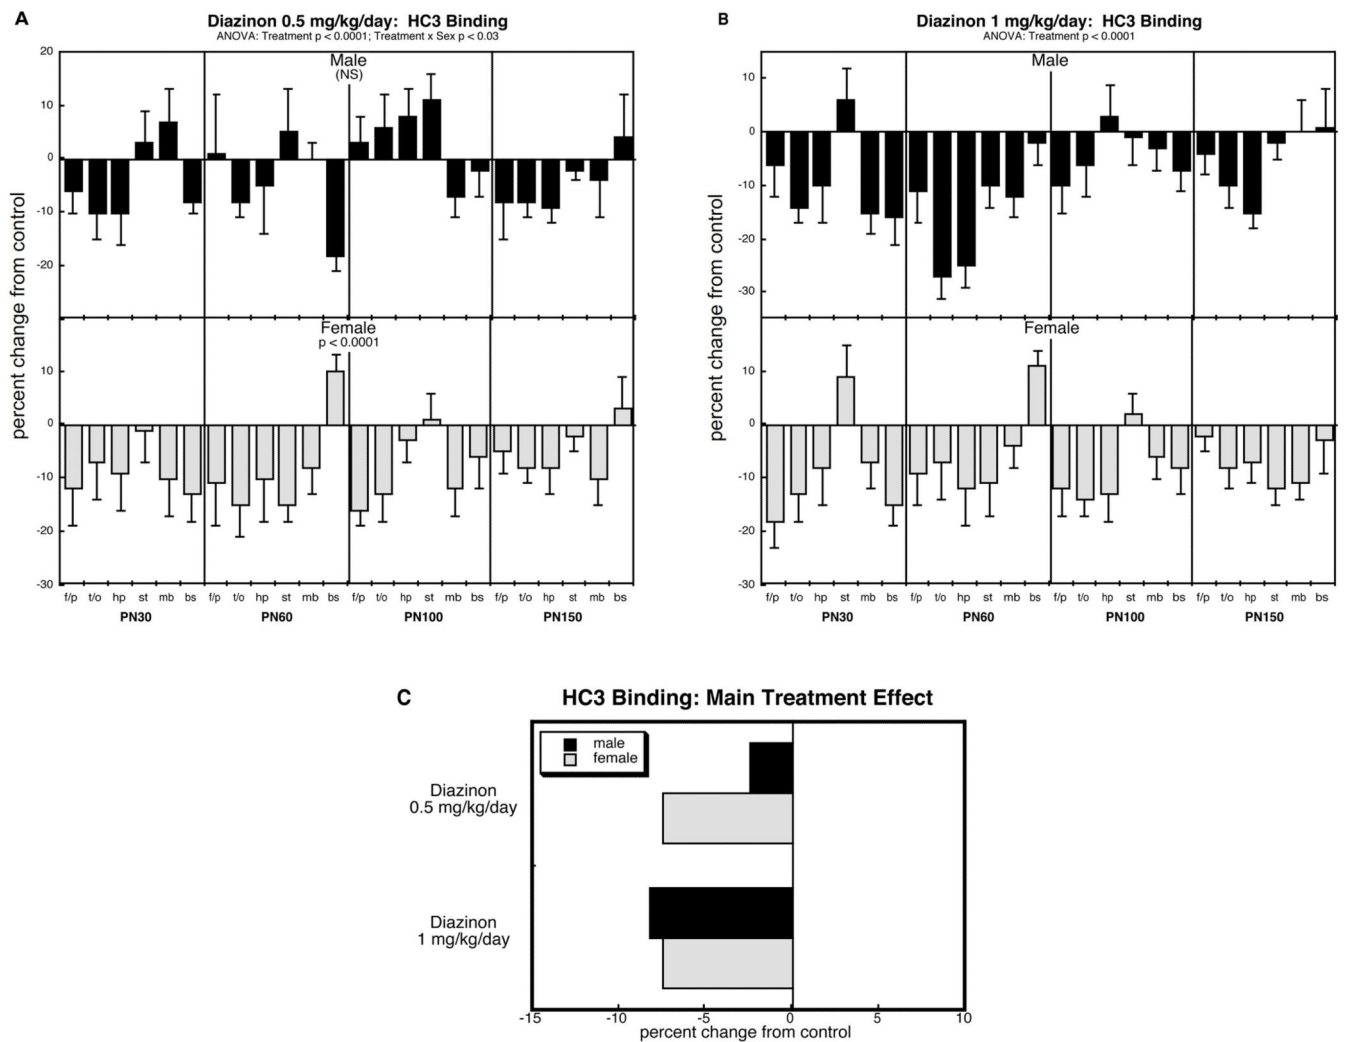 A
Diazinon 0.5 mg/kg/day: HC3 Binding
ANOVA: Treatment p < 0.0001; Treatment x Sex p < 0.03
percent change from control
20
10
0
-10
-20
Male
(NS)
Female
p < 0.0001
10
0
-10
-20
-30
f/p t/o hp st mb bs f/p t/o hp st mb bs f/p t/o hp st mb bs f/p t/o hp st mb bs
PN30 PN60 PN100 PN150
B
Diazinon 1 mg/kg/day: HC3 Binding
ANOVA: Treatment p < 0.0001
percent change from control
10
0
-10
-20
-30
Male
Female
10
0
-10
-20
-30
f/p t/o hp st mb bs f/p t/o hp st mb bs f/p t/o hp st mb bs f/p t/o hp st mb bs
PN30 PN60 PN100 PN150
C
HC3 Binding: Main Treatment Effect
male
female
Diazinon
0.5 mg/kg/day
Diazinon
1 mg/kg/day
-15 -10 -5 0 5 10
percent change from control